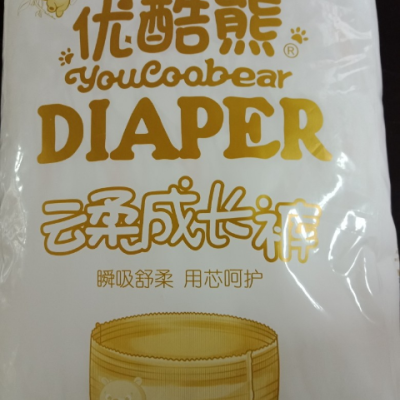 优酷熊®
YouCoobear
DIAPER
云柔成长裤
瞬吸舒柔 用芯呵护